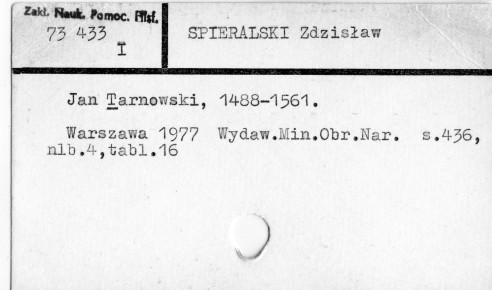 Zakł. Nauk. Pomoc. Hist.
73 433
I
SPIERALSKI Zdzisław
Jan Tarnowski, 1488-1561.
Warszawa 1977 Wydaw.Min.Obr.Nar. s.436,
nlb.4,tabl.16